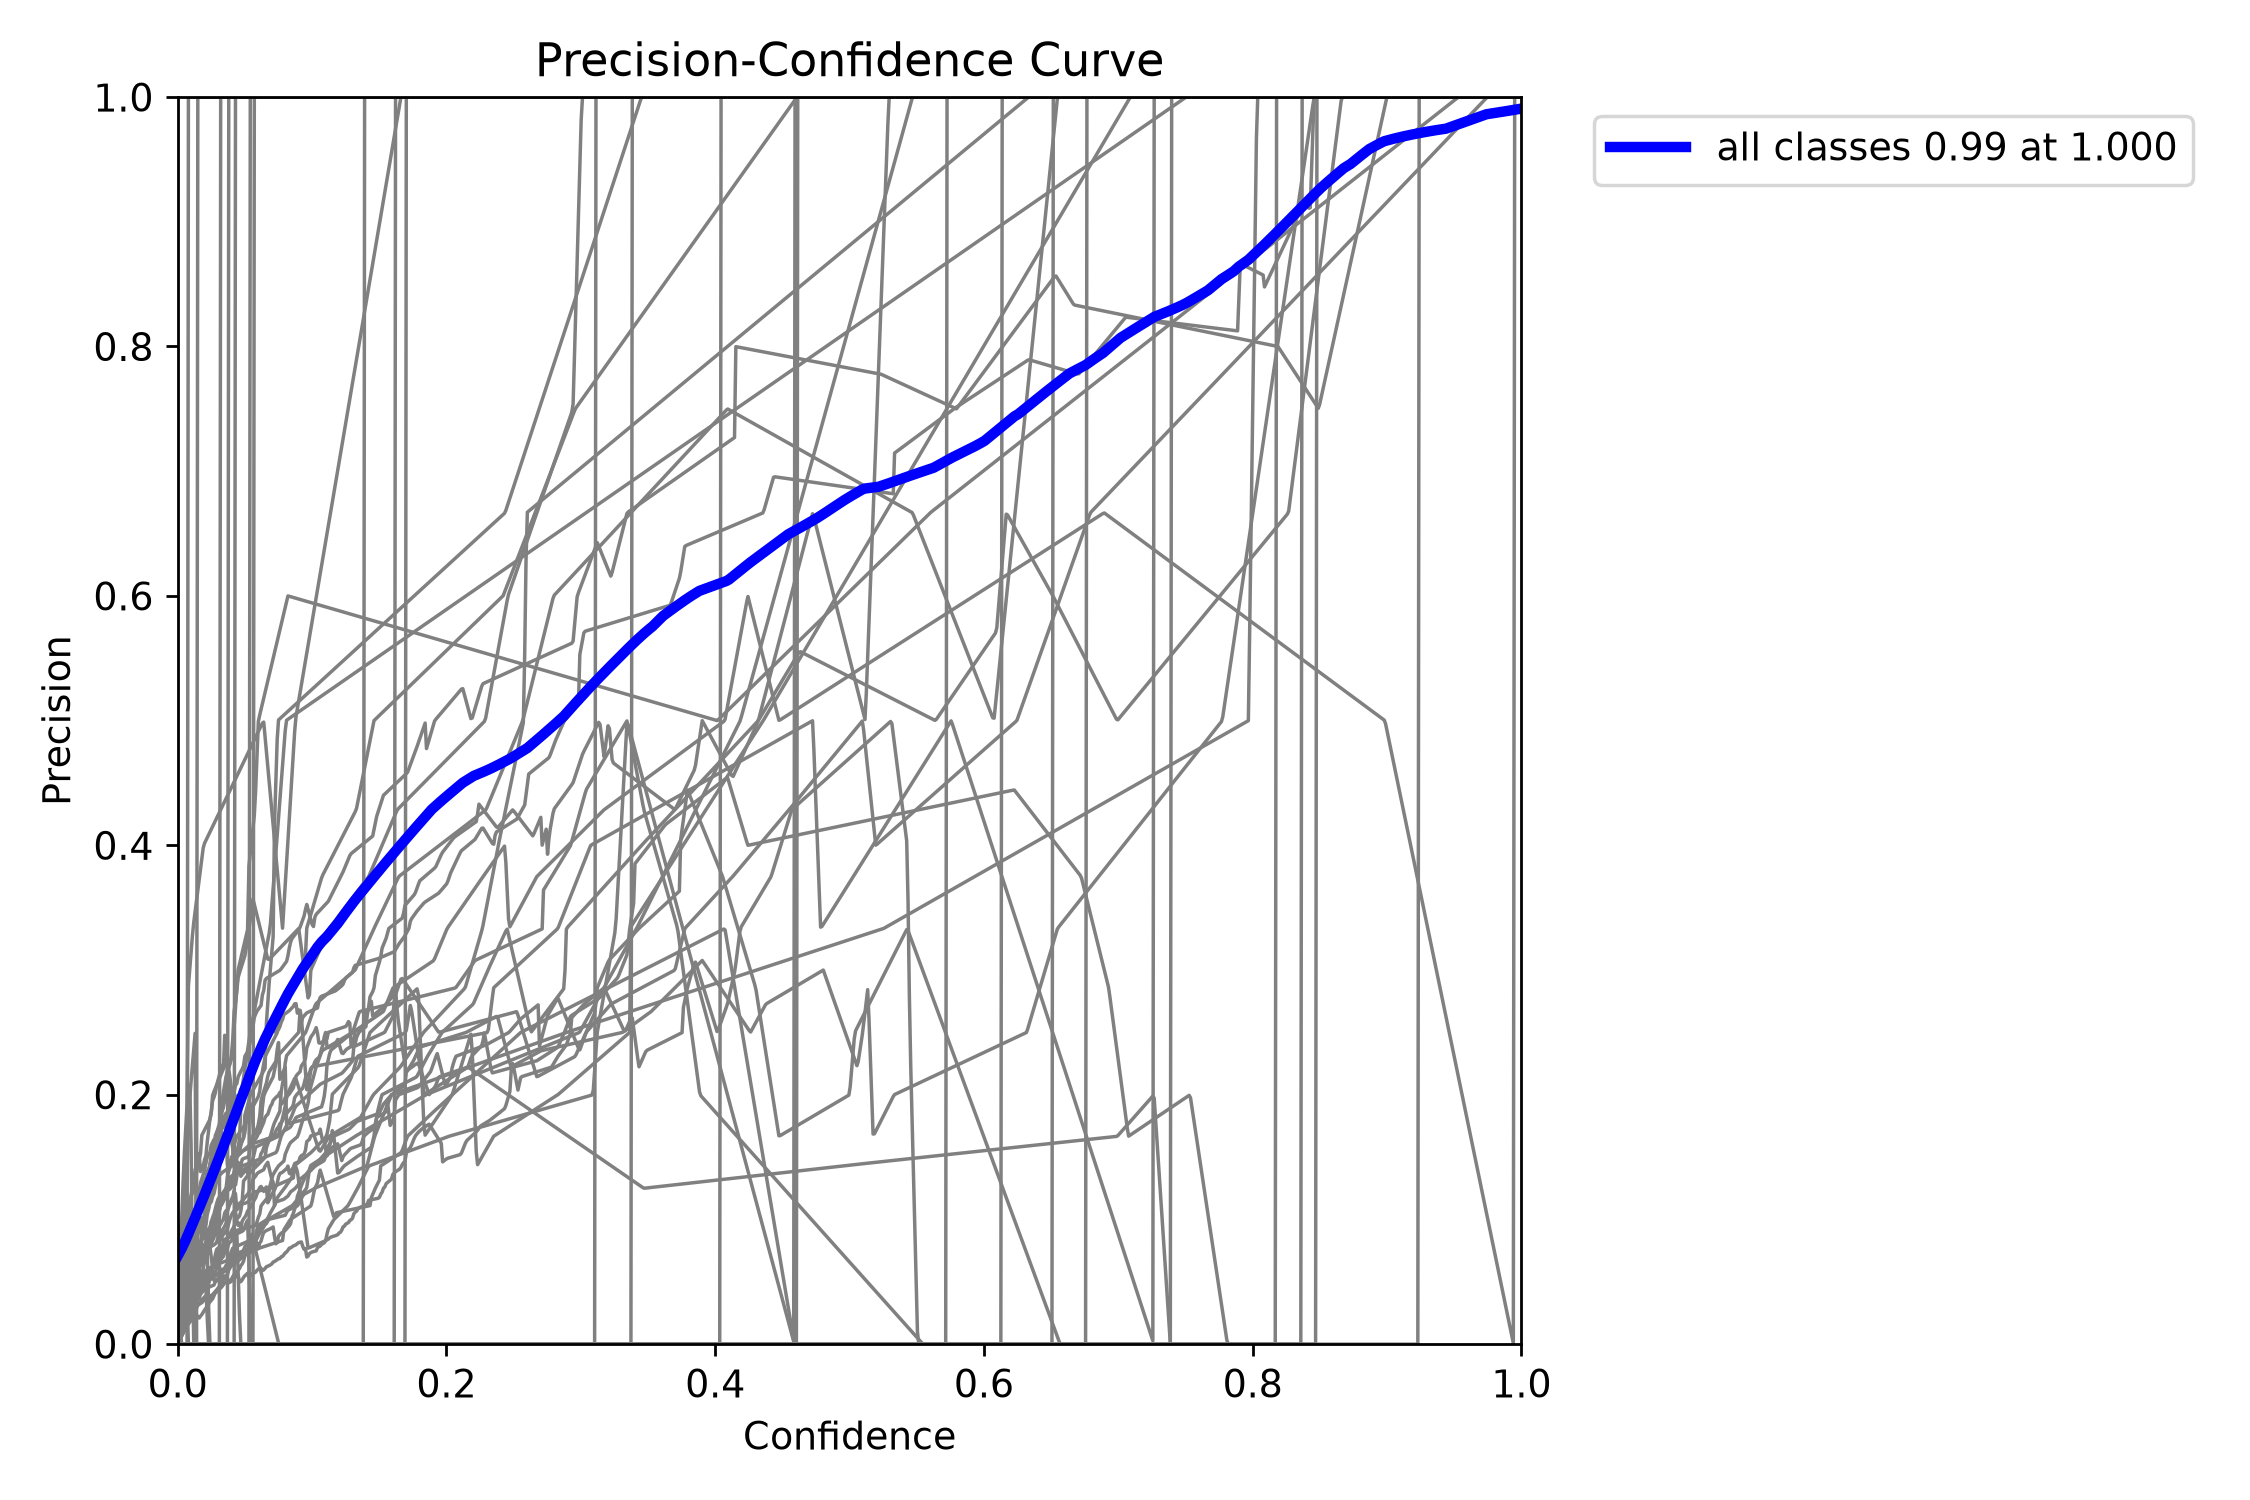 Precision-Confidence Curve
all classes 0.99 at 1.000
1.0
0.8
0.6
0.4
0.2
0.0
Precision
0.0 0.2 0.4 0.6 0.8 1.0
Confidence